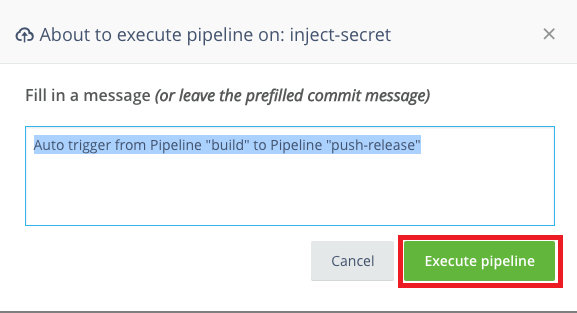 About to execute pipeline on: inject-secret
Fill in a message (or leave the prefilled commit message)
Auto trigger from Pipeline "build" to Pipeline "push-release"
Cancel Execute pipeline